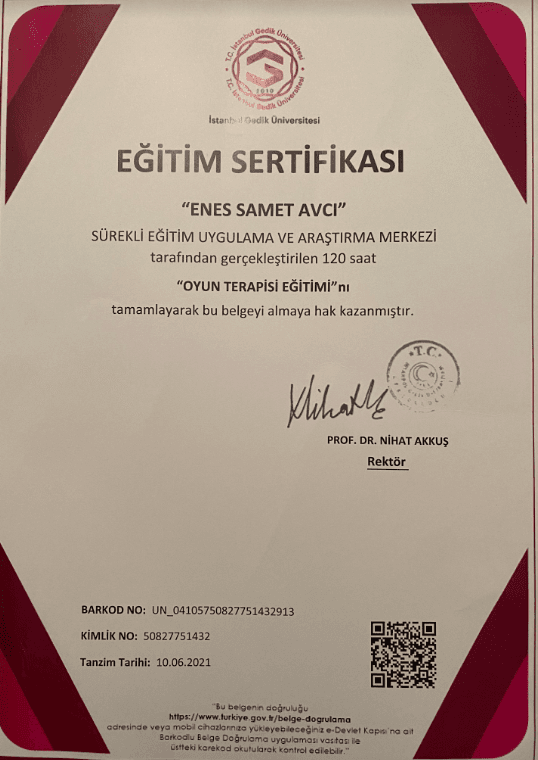 T.C. İstanbul Gedik Üniversitesi
2010
T.C. İstanbul Gedik Üniversitesi
İstanbul Gedik Üniversitesi
EĞİTİM SERTİFİKASI
“ENES SAMET AVCI”
SÜREKLİ EĞİTİM UYGULAMA VE ARAŞTIRMA MERKEZİ
tarafından gerçekleştirilen 120 saat
“OYUN TERAPİSİ EĞİTİMİ”nı
tamamlayarak bu belgeyi almaya hak kazanmıştır.
T.C.
PROF. DR. NİHAT AKKUŞ
Rektör
BARKOD NO: UN_04105750827751432913
KİMLİK NO: 50827751432
Tanzim Tarihi: 10.06.2021
"Bu belgenin doğruluğu
https://www.turkiye.gov.tr/belge-dogrulama
adresinde veya mobil cihazlarınıza yükleyebileceğiniz e-Devlet Kapısı'na ait
Barkodlu Belge Doğrulama uygulaması vasıtası ile
üstteki karekod okutularak kontrol edilebilir."